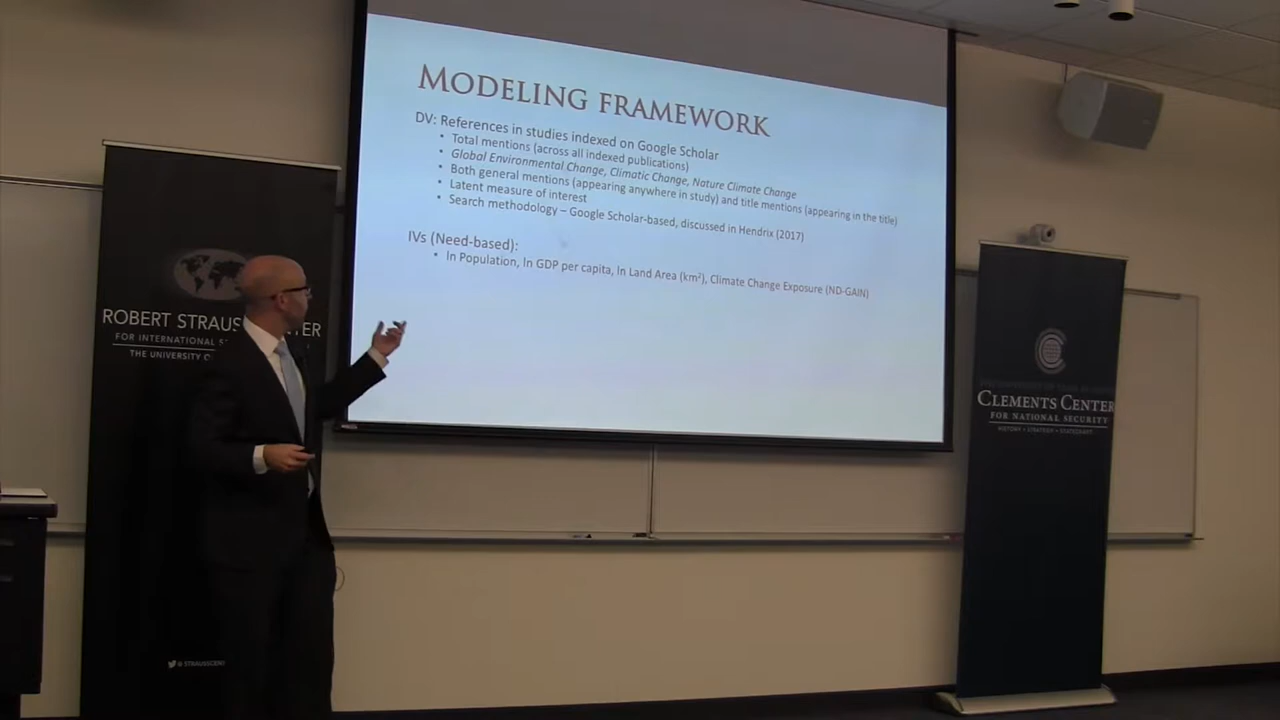 MODELING FRAMEWORK
DV: References in studies indexed on Google Scholar
• Total mentions (across all indexed publications)
• Global Environmental Change, Climatic Change, Nature Climate Change
• Both general mentions (appearing anywhere in study) and title mentions (appearing in the title)
• Latent measure of interest
• Search methodology – Google Scholar-based, discussed in Hendrix (2017)
IVs (Need-based):
• ln Population, ln GDP per capita, ln Land Area (km²), Climate Change Exposure (ND-GAIN)
ROBERT STRAUS
FOR INTERNATIONAL
THE UNIVERSITY
CLEMENTS CENTER
FOR NATIONAL SECURITY
HISTORY • STRATEGY • STATECRAFT